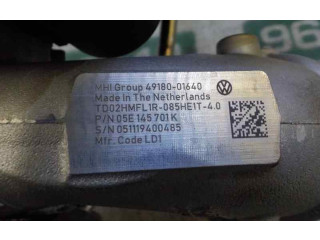 MHI Group 49180-01640
Made In The Netherlands
TD02HMFL1R-085HE1T-4.0
P/N 05E 145 701K
S/N 051119400485
Mfr. Code LD1